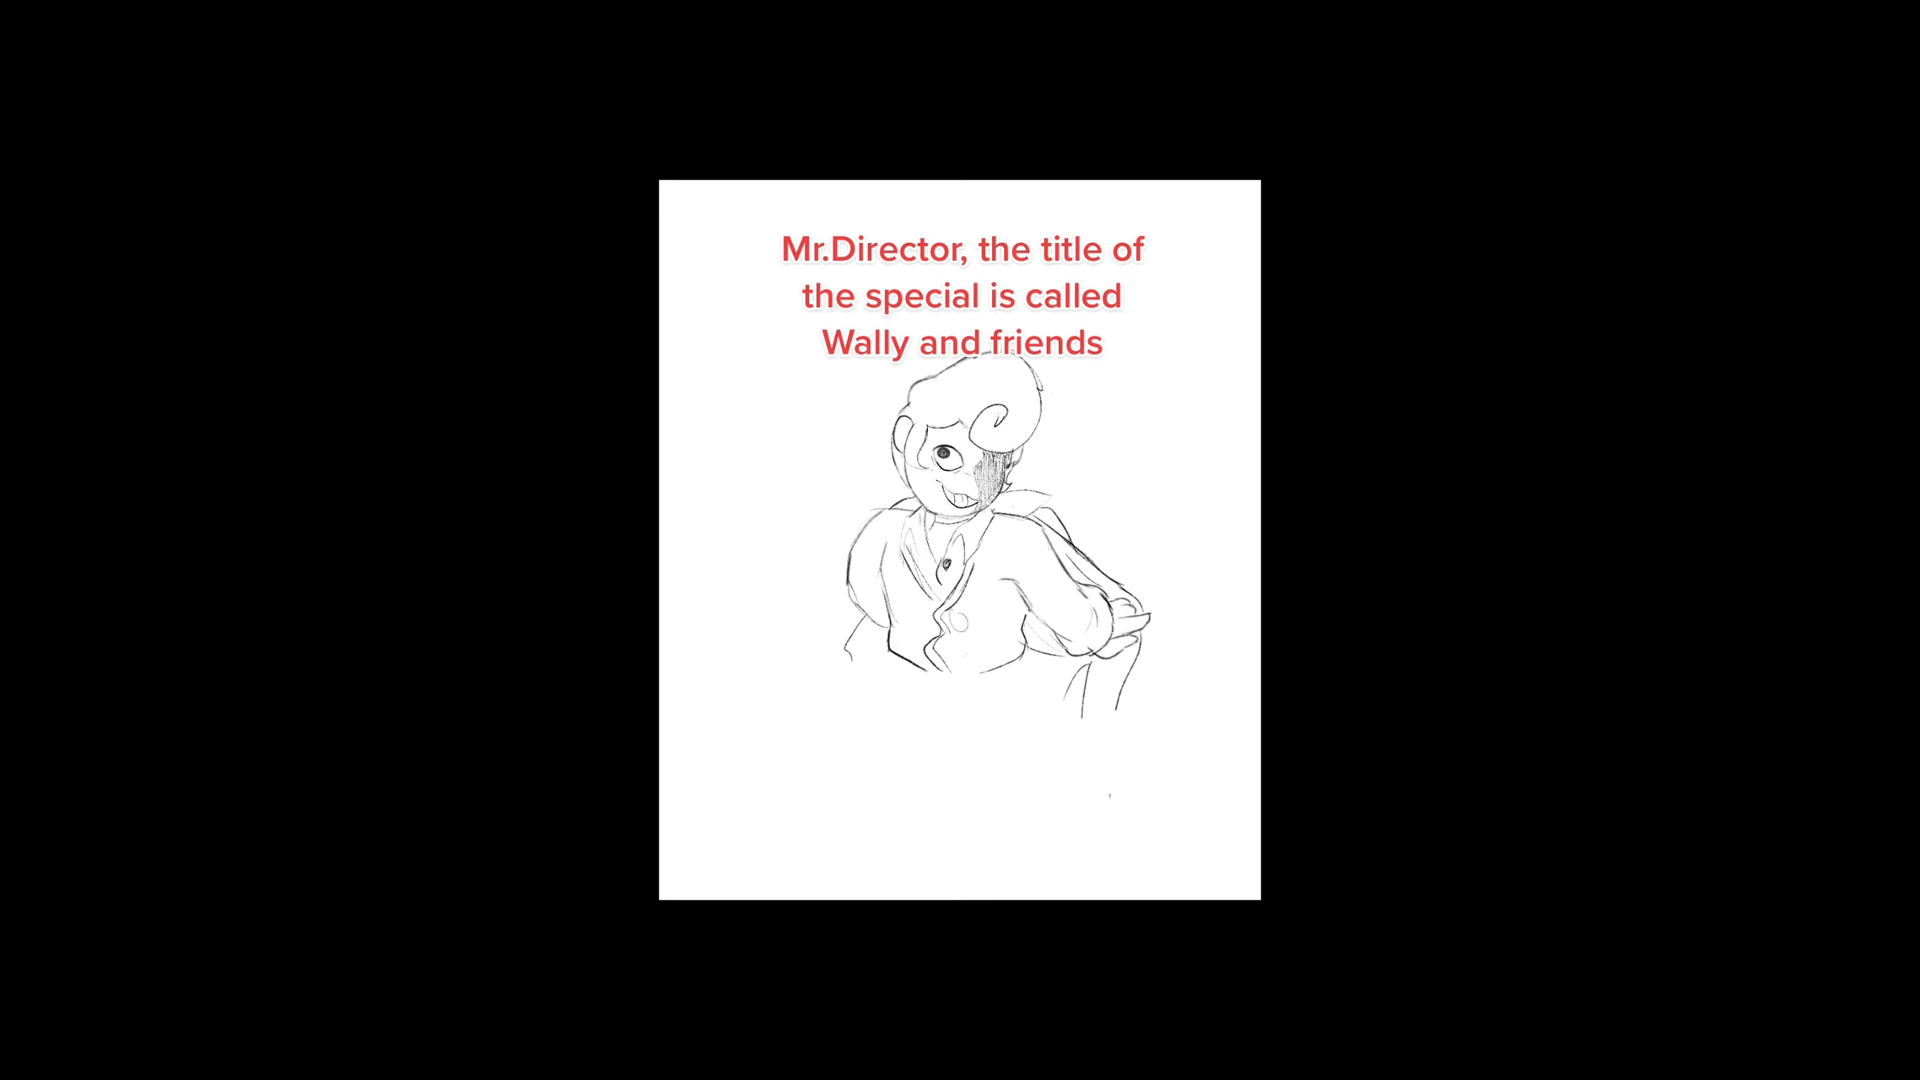 Mr.Director, the title of
the special is called
Wally and friends